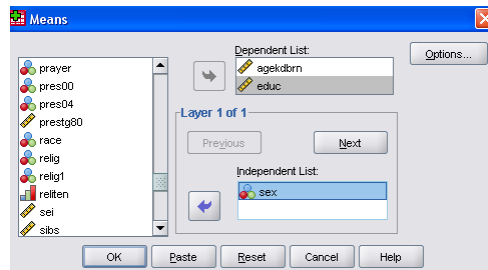 Means
Dependent List:
Options...
agekdbrn
educ
prayer
pres00
pres04
prestg80
race
relig
relig1
reliten
sei
sibs
Layer 1 of 1
Previous
Next
Independent List:
sex
OK
Paste
Reset
Cancel
Help